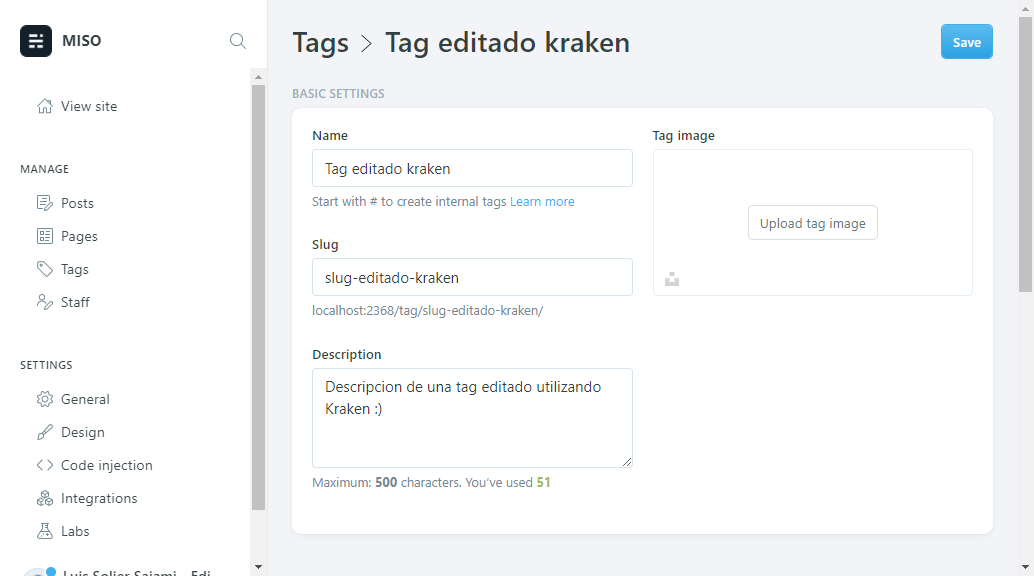 MISO
View site
MANAGE
Posts
Pages
Tags
Staff
SETTINGS
General
Design
Code injection
Integrations
Labs
Tags > Tag editado kraken
Save
BASIC SETTINGS
Name
Tag editado kraken
Start with # to create internal tags Learn more
Slug
slug-editado-kraken
localhost:2368/tag/slug-editado-kraken/
Description
Descripcion de una tag editado utilizando
Kraken :)
Maximum: 500 characters. You've used 51
Tag image
Upload tag image